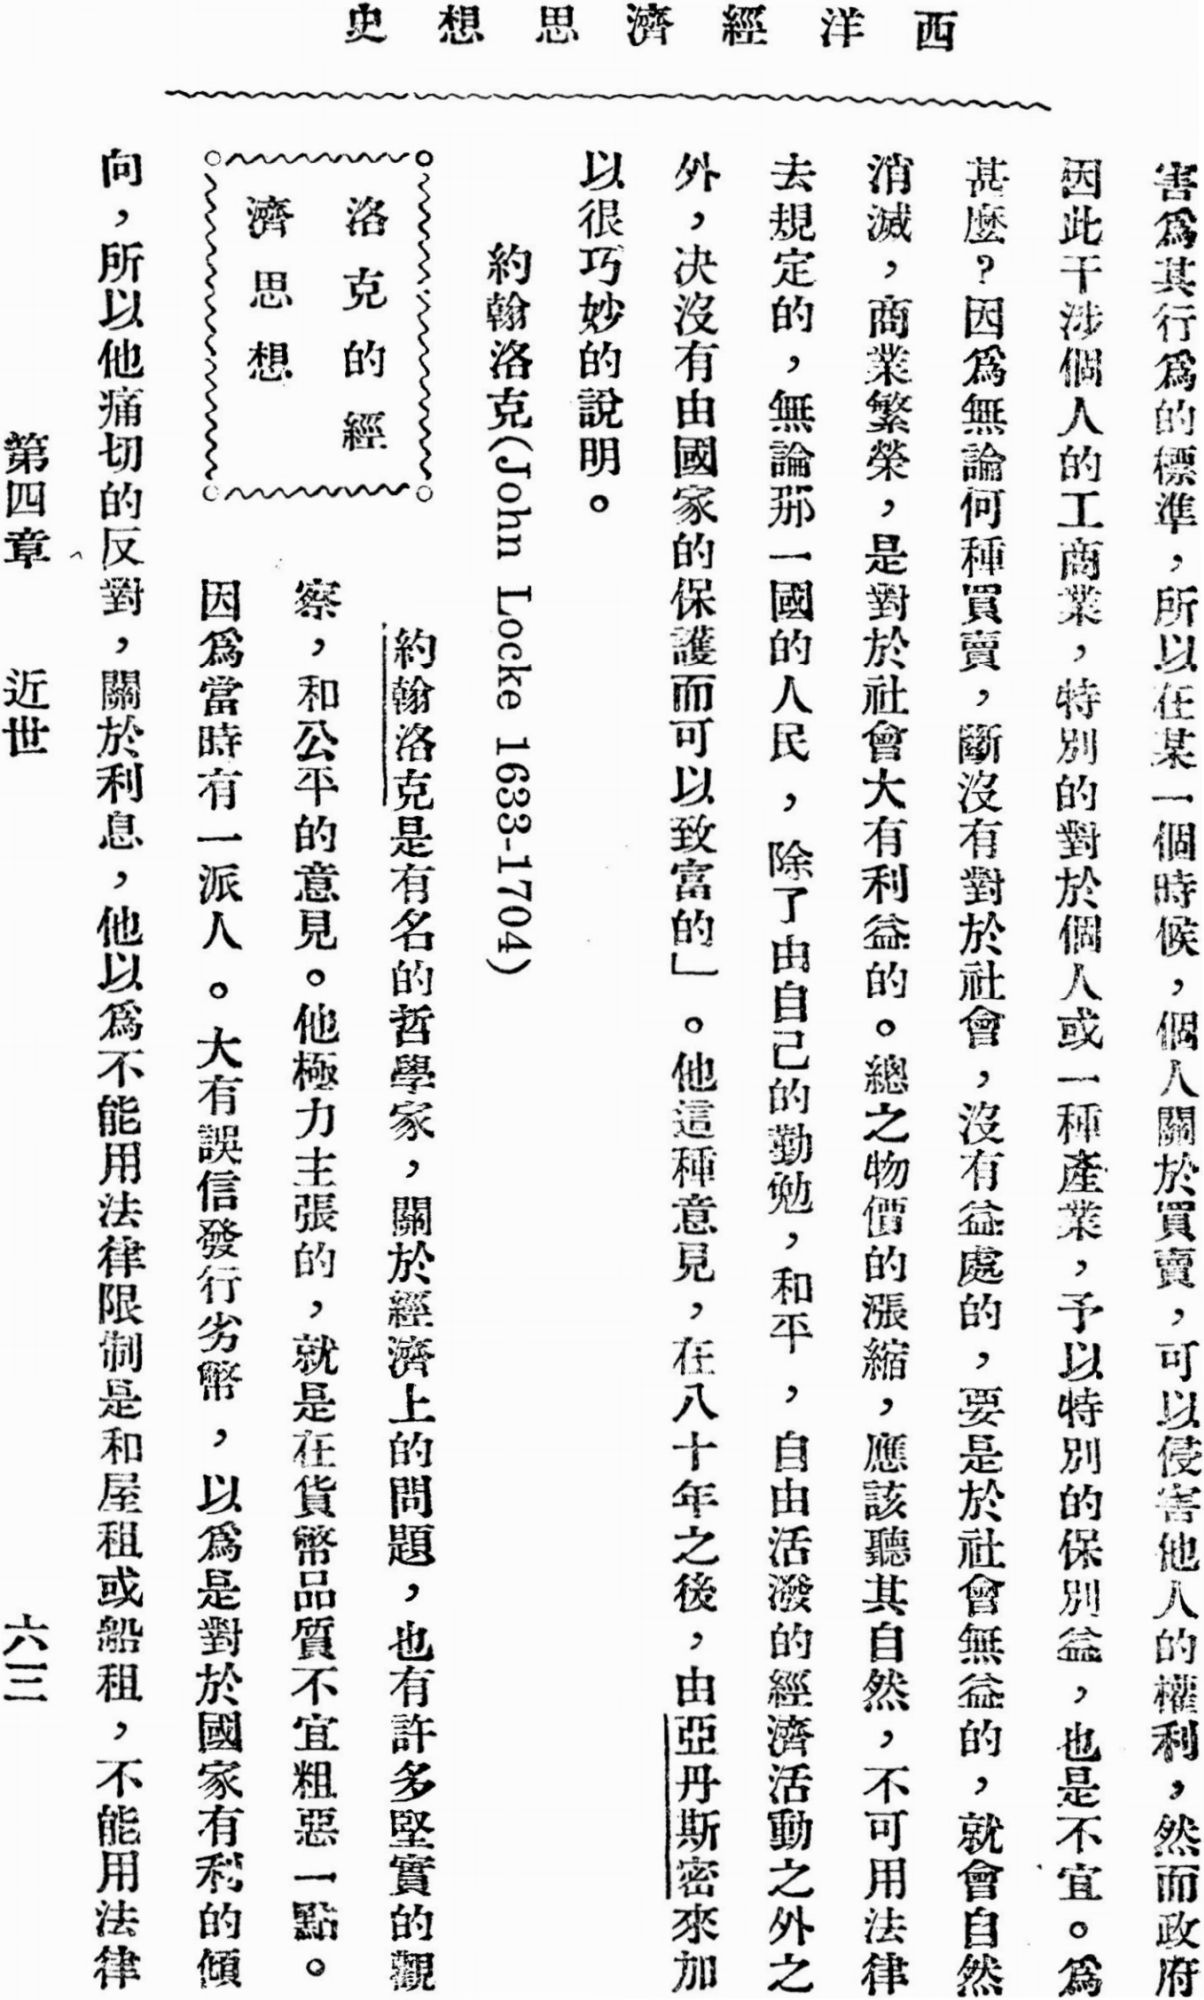 西洋經濟思想史
害爲其行爲的標準，所以在某一個時候，個人關於買賣，可以侵害他人的權利，然而政府
因此干涉個人的工商業，特別的對於個人或一種產業，予以特別的保別益，也是不宜。爲
甚麼？因爲無論何種買賣，斷沒有對於社會，沒有益處的，要是於社會無益的，就會自然
消滅，商業繁榮，是對於社會大有利益的。總之物價的漲縮，應該聽其自然，不可用法律
去規定的，無論那一國的人民，除了由自己的勤勉，和平，自由活潑的經濟活動之外之
外，決沒有由國家的保護而可以致富的」。他這種意見，在八十年之後，由亞丹斯密來加
以很巧妙的說明。
約翰洛克(John Locke 1633-1704)
洛克的經
濟思想
約翰洛克是有名的哲學家，關於經濟上的問題，也有許多堅實的觀
察，和公平的意見。他極力主張的，就是在貨幣品質不宜粗惡一點。
因爲當時有一派人。大有誤信發行劣幣，以爲是對於國家有利的傾
向，所以他痛切的反對，關於利息，他以爲不能用法律限制是和屋租或船租，不能用法律
第四章 近世 六三